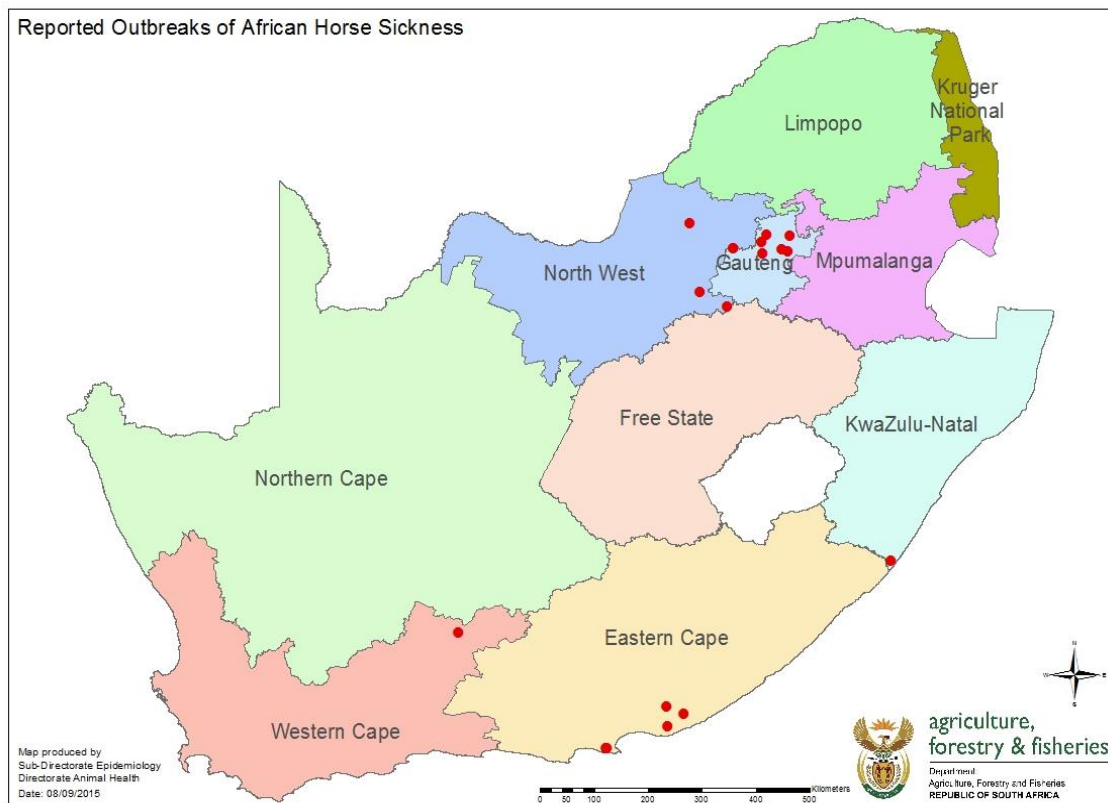 Reported Outbreaks of African Horse Sickness
Kruger
National
Park
Limpopo
North West
Gauteng
Mpumalanga
Free State
KwaZulu-Natal
Northern Cape
Eastern Cape
Western Cape
N
W
E
S
Map produced by
Sub-Directorate Epidemiology
Directorate Animal Health
Date: 08/09/2015
Kilometers
0 50 100 200 300 400 500
agriculture,
forestry & fisheries
Department:
Agriculture, Forestry and Fisheries
REPUBLIC OF SOUTH AFRICA